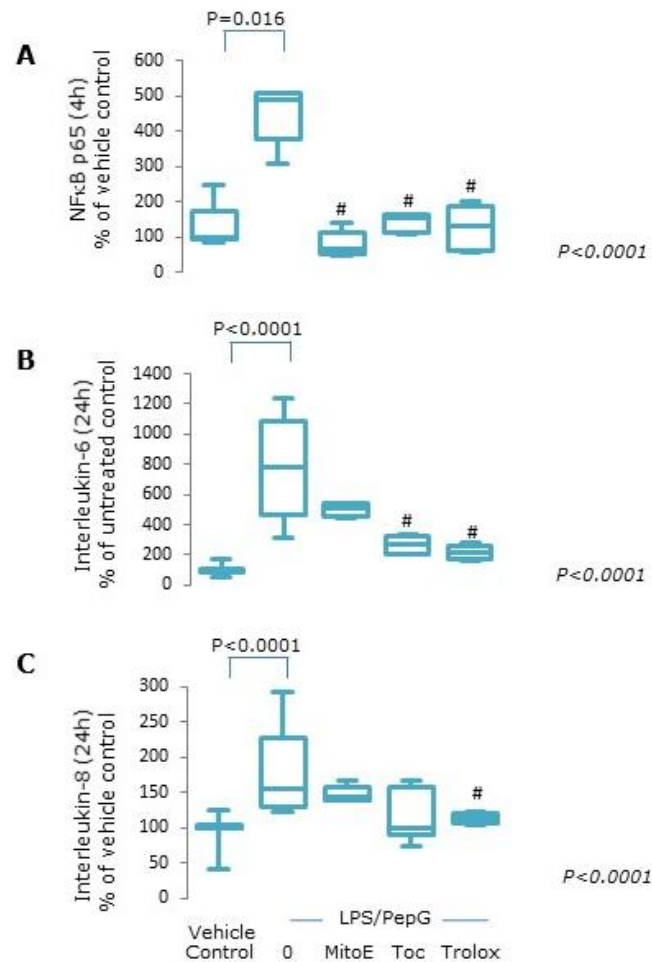 P=0.016
A
NFκB p65 (4h)
% of vehicle control
600
500
400
300
200
100
0
#
#
#
P<0.0001
P<0.0001
B
Interleukin-6 (24h)
% of untreated control
1400
1200
1000
800
600
400
200
0
#
#
P<0.0001
P<0.0001
C
Interleukin-8 (24h)
% of vehicle control
300
250
200
150
100
50
0
#
P<0.0001
LPS/PepG
Vehicle
Control 0 MitoE Toc Trolox